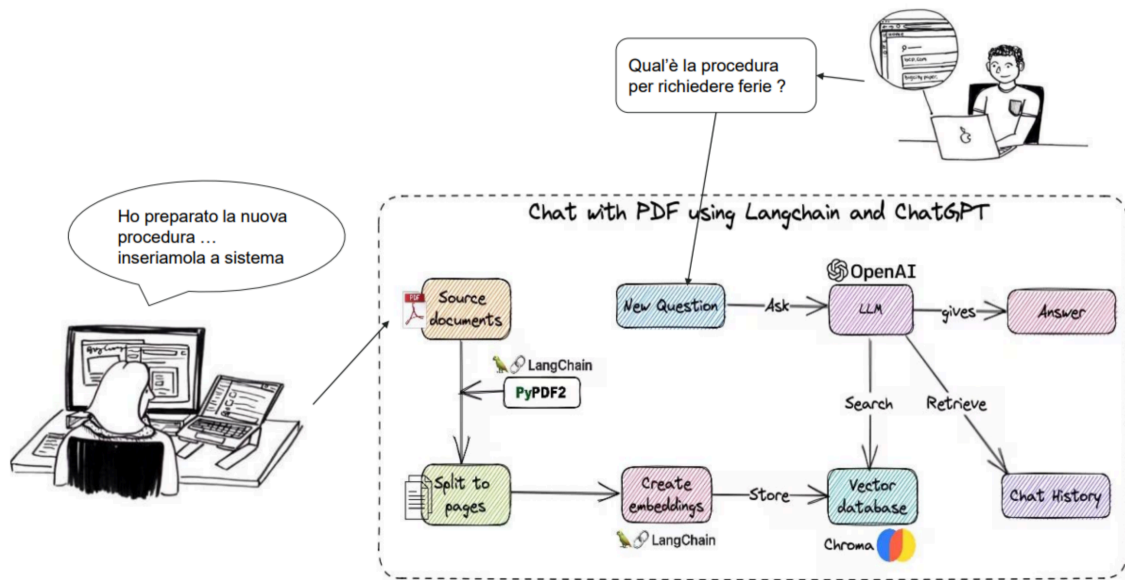 Qual'è la procedura
per richiedere ferie ?
Ho preparato la nuova
procedura …
inseriamola a sistema
Chat with PDF using Langchain and ChatGPT
PDF
Source
documents
New Question
Ask
OpenAI
LLM
gives
Answer
LangChain
PyPDF2
Search
Retrieve
Split to
pages
Create
embeddings
Store
Vector
database
Chat History
LangChain
Chroma